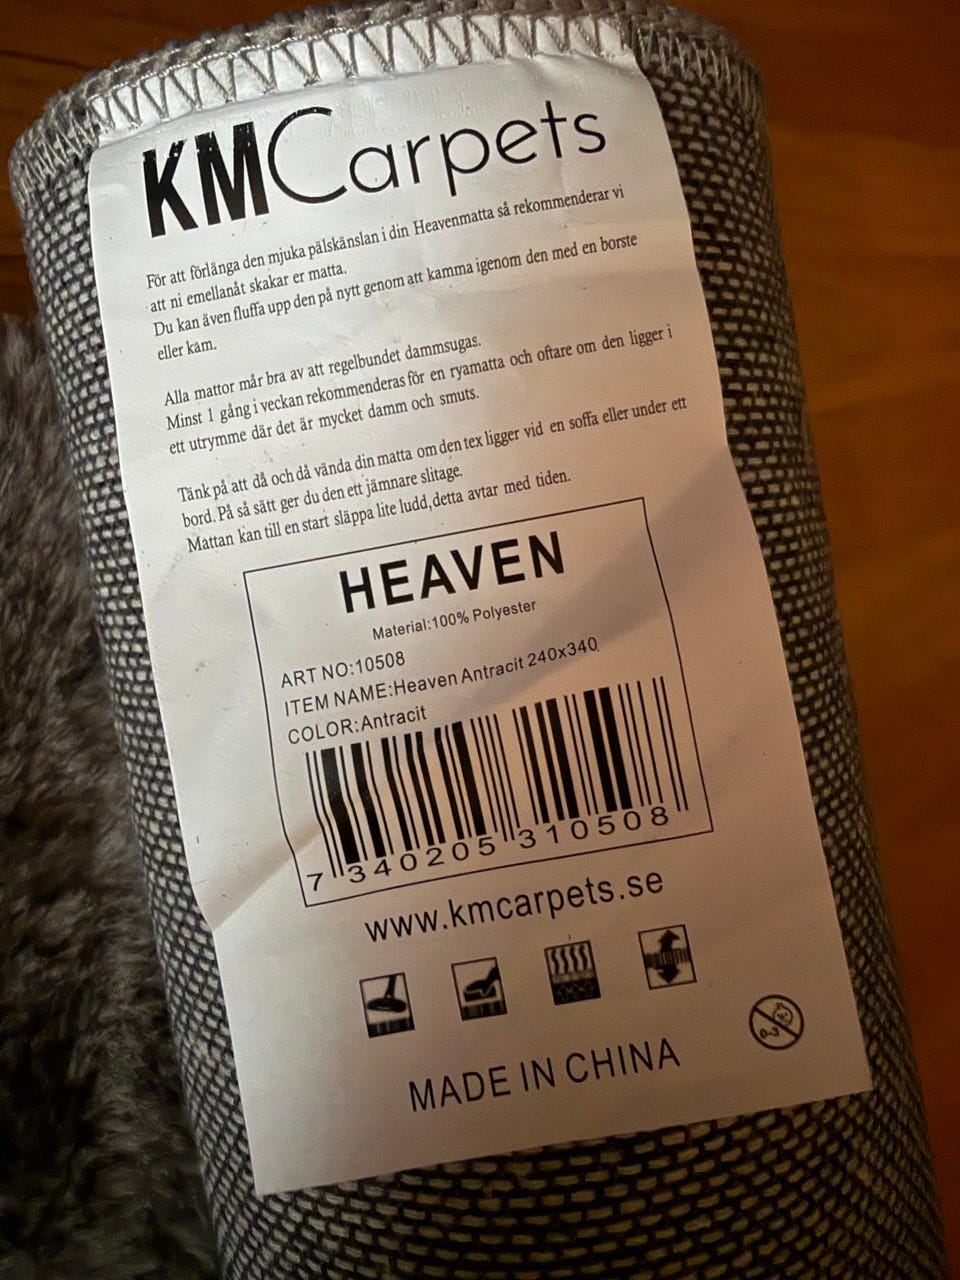 KMCarpets
För att förlänga den mjuka pälskänslan i din Heavenmatta så rekommenderar vi
att ni emellanåt skakar er matta.
Du kan även fluffa upp den på nytt genom att kamma igenom den med en borste
eller kam.
Alla mattor mår bra av att regelbundet dammsugas.
Minst 1 gång i veckan rekommenderas för en ryamatta och oftare om den ligger i
ett utrymme där det är mycket damm och smuts.
Tänk på att då och då vända din matta om den tex ligger vid en soffa eller under ett
bord. På så sätt ger du den ett jämnare slitage.
Mattan kan till en start släppa lite ludd, detta avtar med tiden.
HEAVEN
Material:100% Polyester
ART NO:10508
ITEM NAME:Heaven Antracit 240x340
COLOR:Antracit
7 340205 310508
www.kmcarpets.se
MADE IN CHINA
0-3